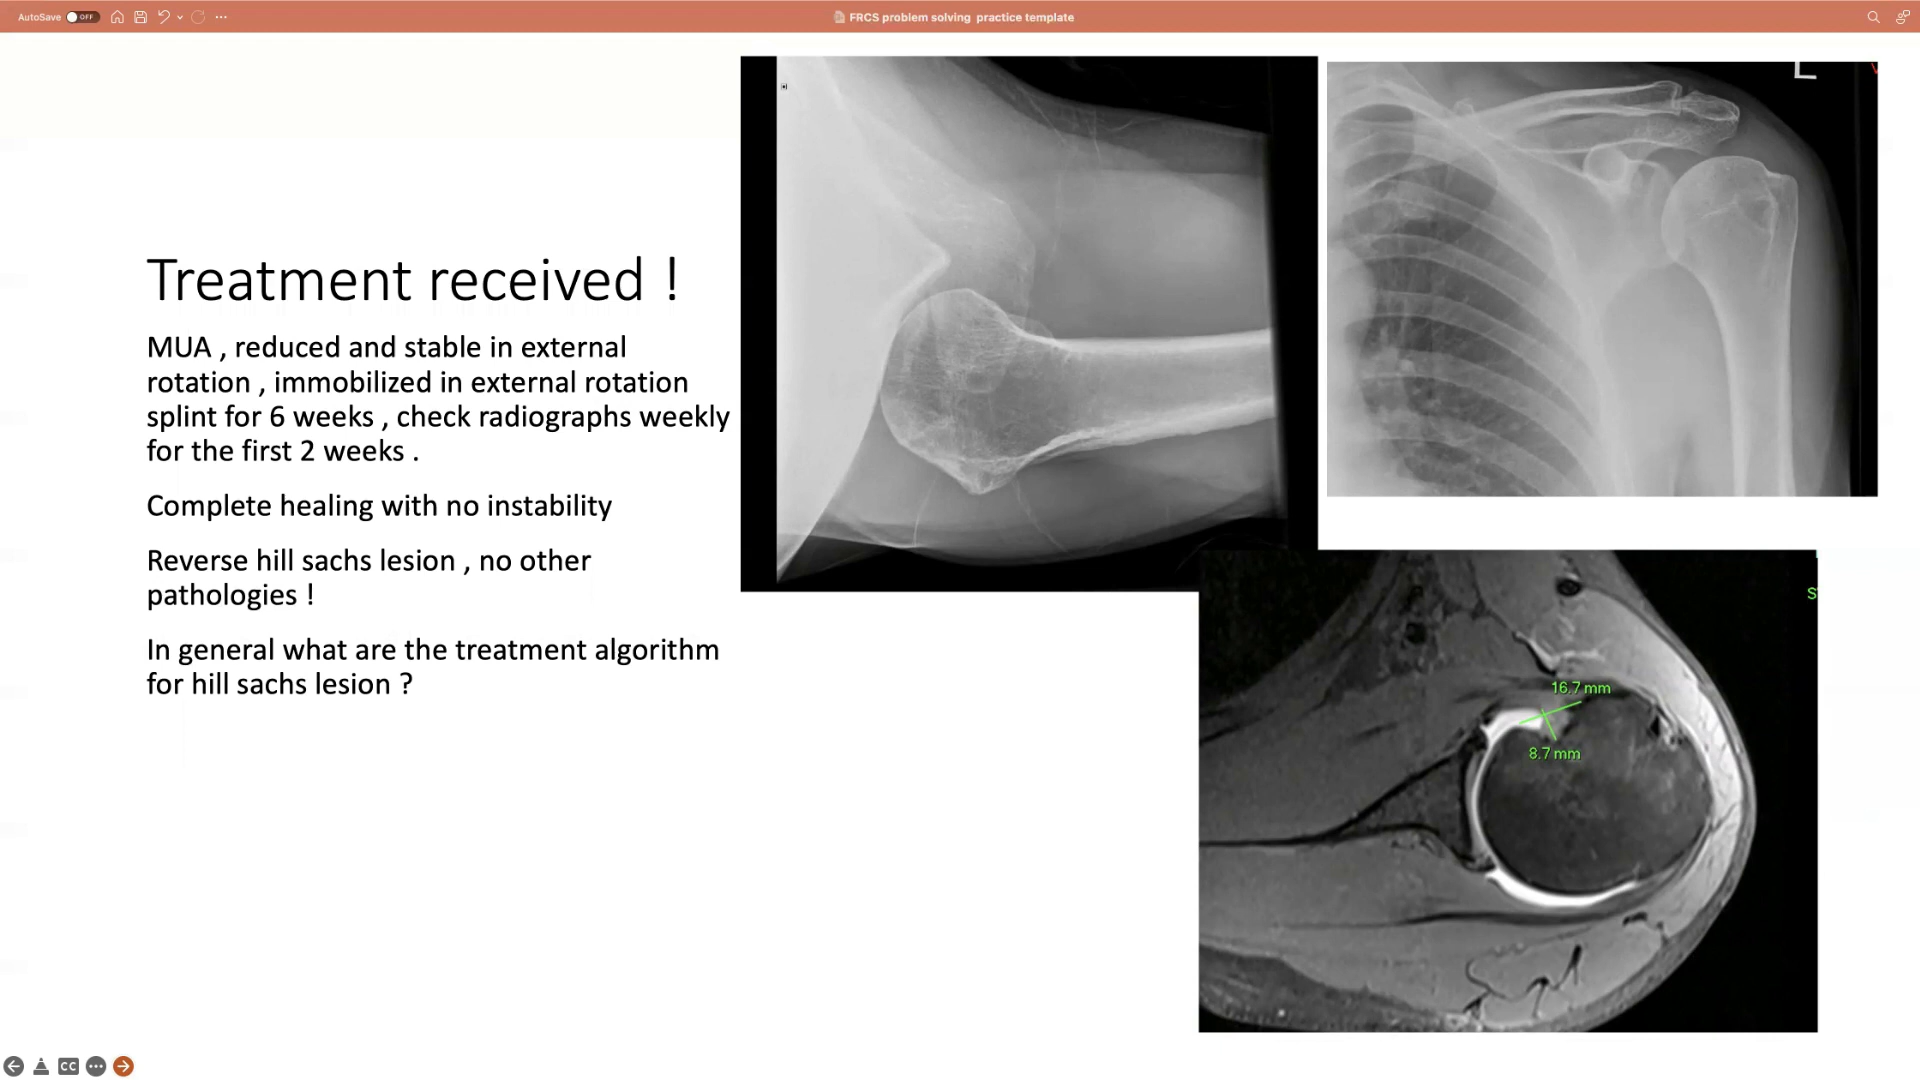 AutoSave OFF
FRCS problem solving practice template
Treatment received !
MUA , reduced and stable in external
rotation , immobilized in external rotation
splint for 6 weeks , check radiographs weekly
for the first 2 weeks .
Complete healing with no instability
Reverse hill sachs lesion , no other
pathologies !
In general what are the treatment algorithm
for hill sachs lesion ?
L
S
16.7 mm
8.7 mm
CC